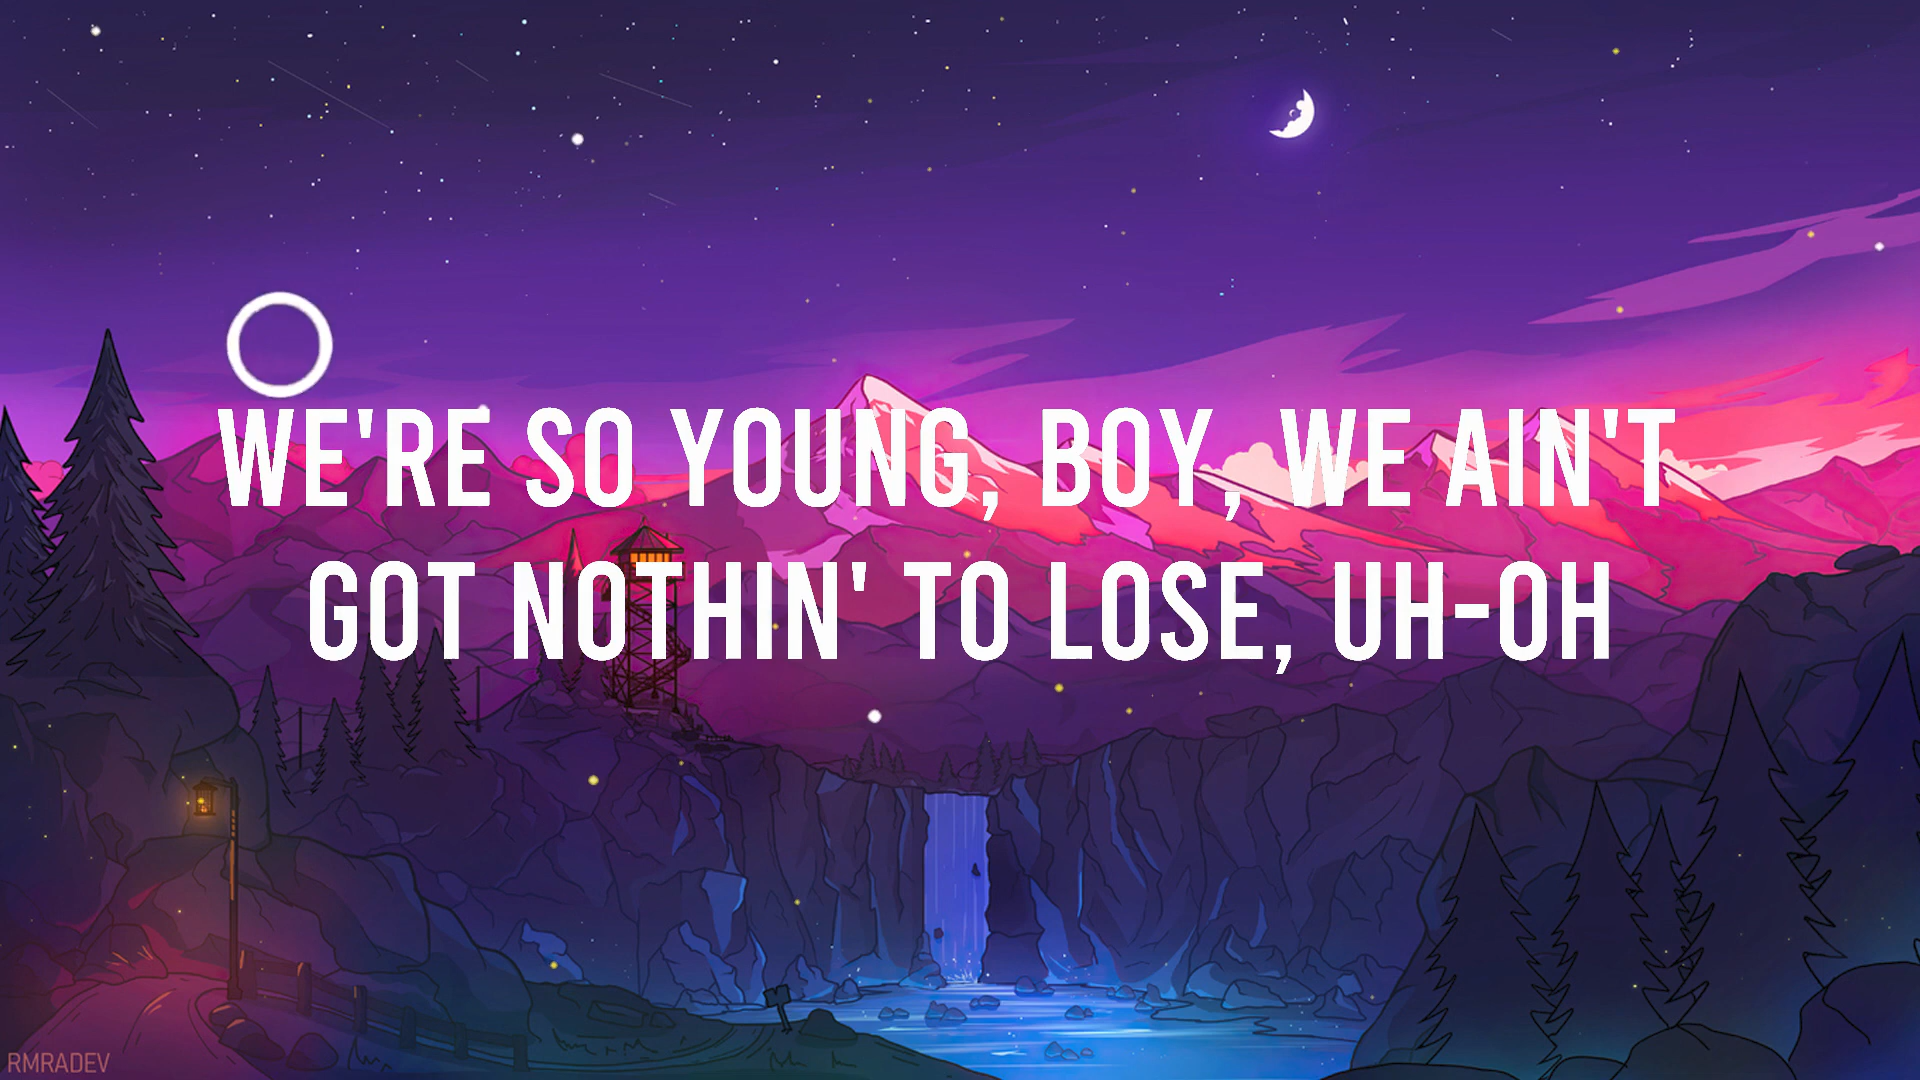 WE'RE SO YOUNG, BOY, WE AIN'T
GOT NOTHIN' TO LOSE, UH-OH
RMRADEV